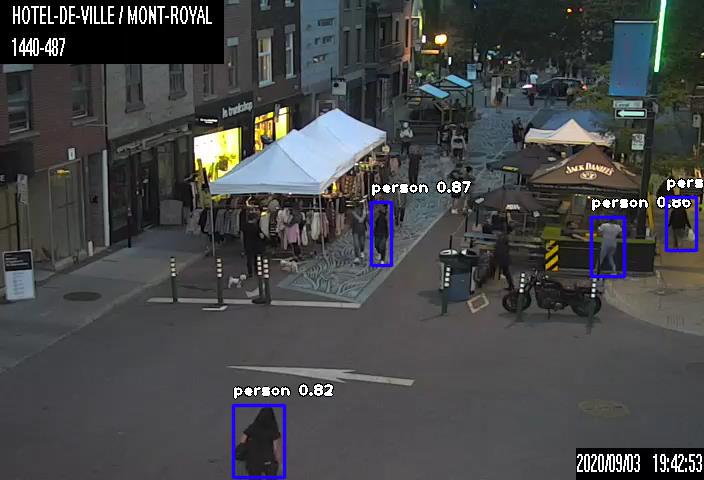 HOTEL-DE-VILLE / MONT-ROYAL
1440-487
person 0.87
pers
person 0.86
JACK DANIEL'S
person 0.82
2020/09/03 19:42:53